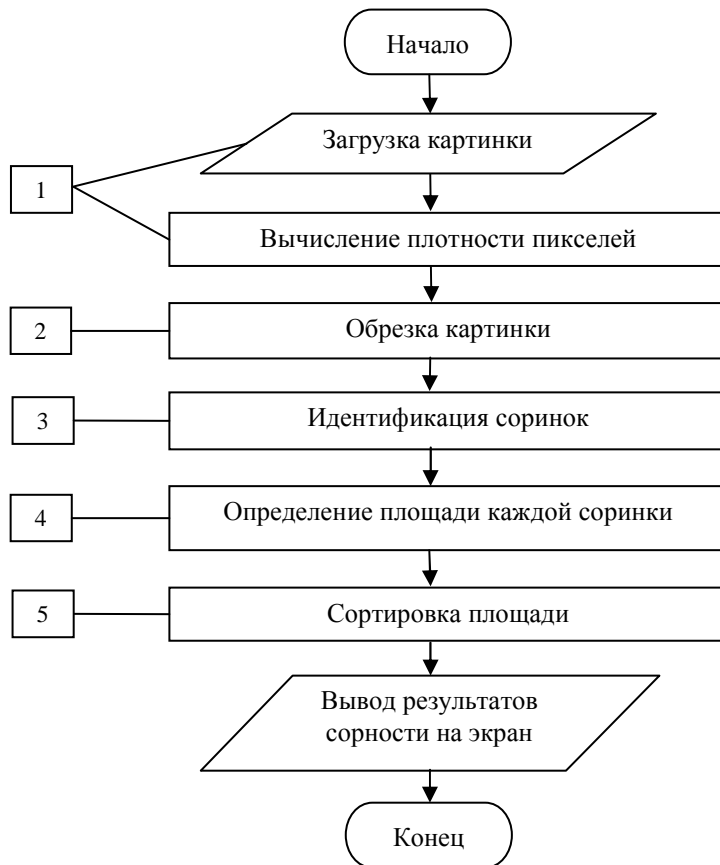 Начало
Загрузка картинки
1
Вычисление плотности пикселей
2
Обрезка картинки
3
Идентификация соринок
4
Определение площади каждой соринки
5
Сортировка площади
Вывод результатов
сорности на экран
Конец